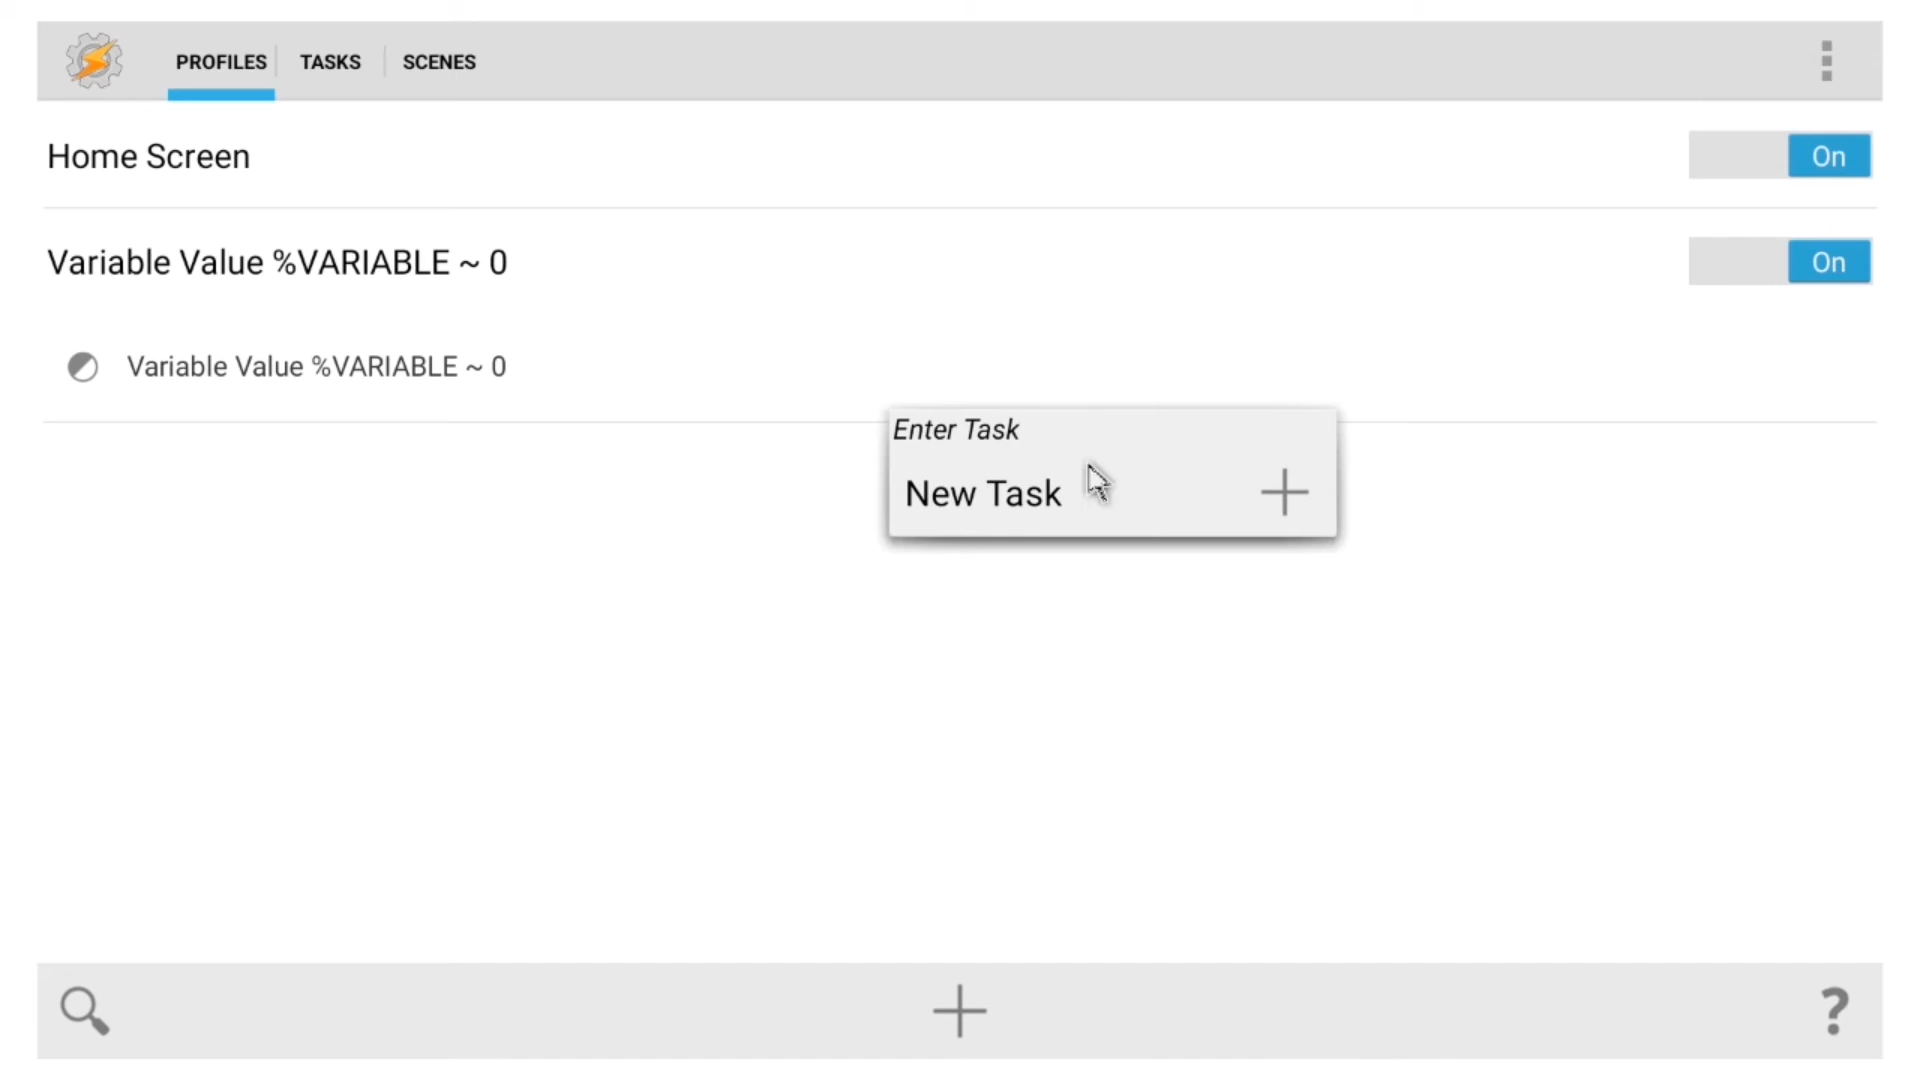 PROFILES TASKS SCENES
Home Screen On
Variable Value %VARIABLE ~ 0 On
Variable Value %VARIABLE ~ 0
Enter Task
New Task